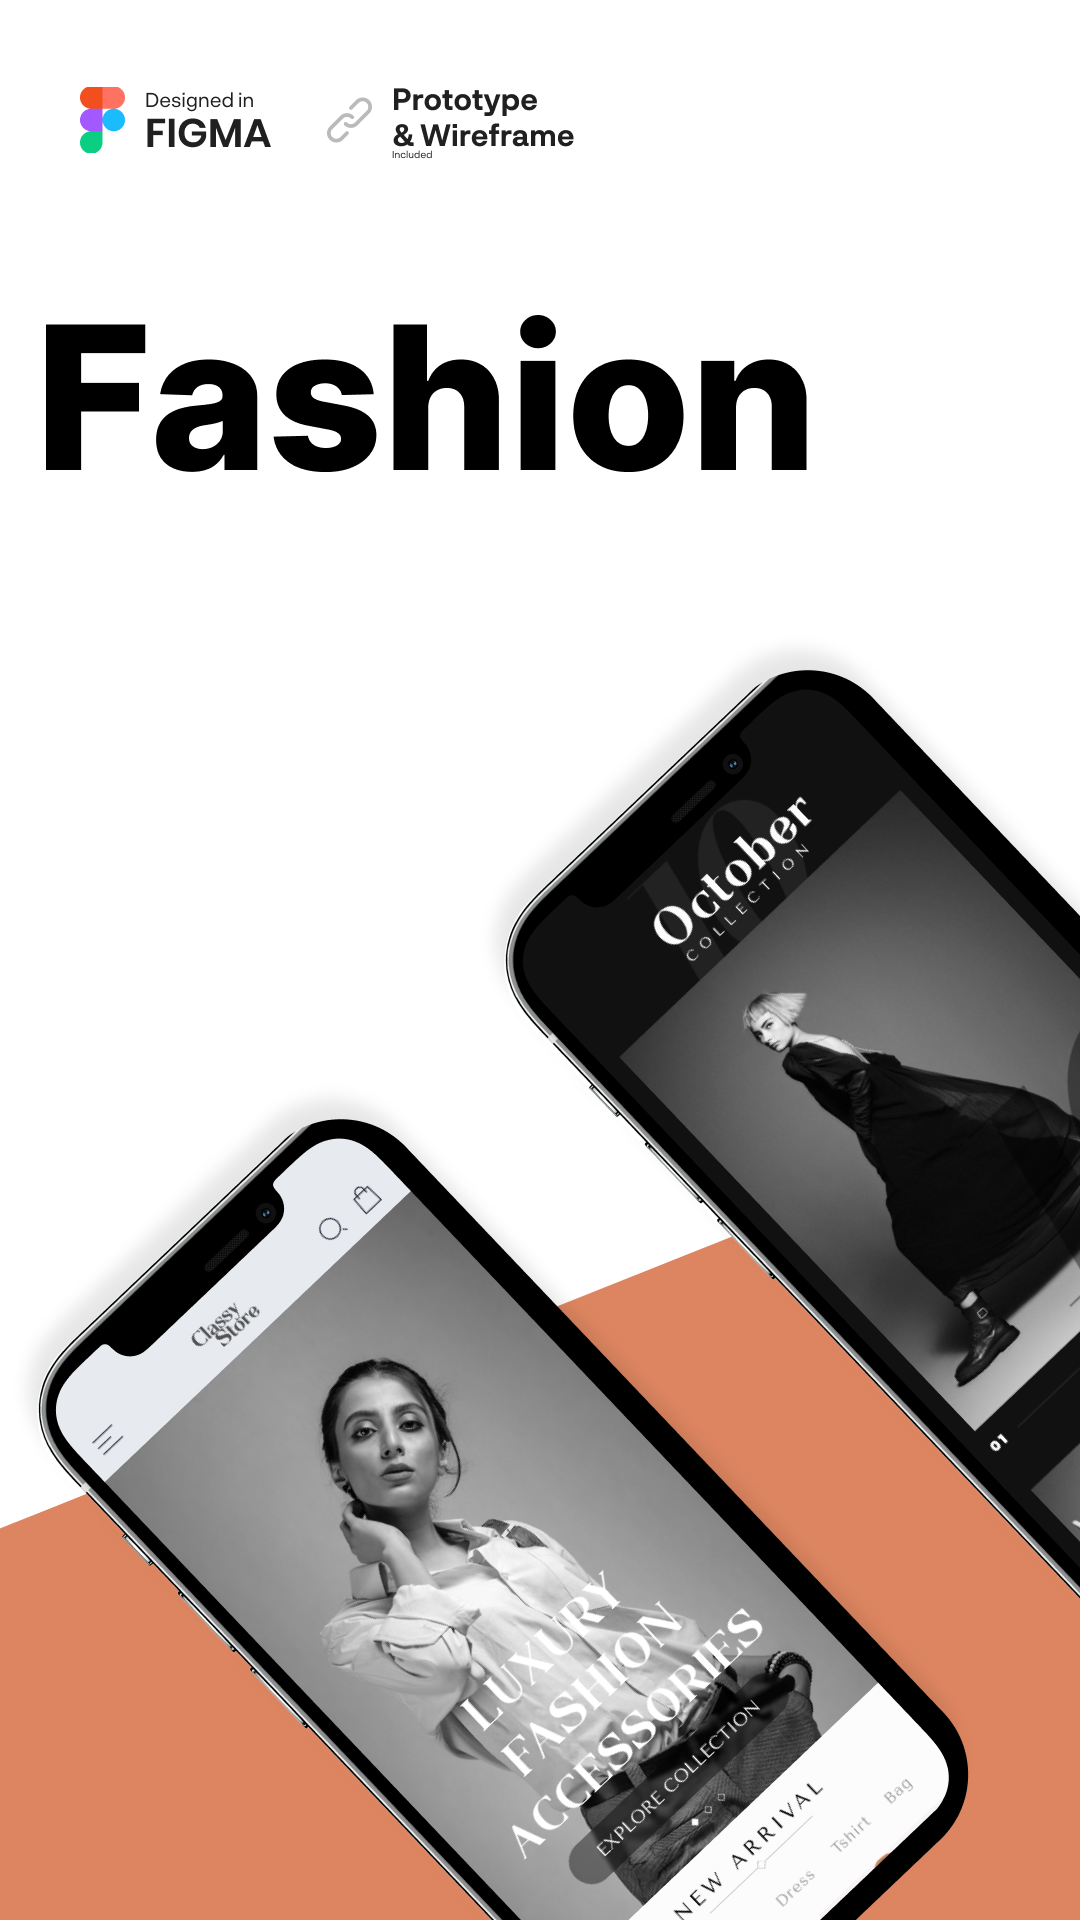 Designed in
FIGMA
Prototype
& Wireframe
Included
Fashion
10
October
COLLECTION
01
Classy
Store
LUXURY
FASHION
ACCESSORIES
EXPLORE COLLECTION
NEW ARRIVAL
Dress Tshirt Bag